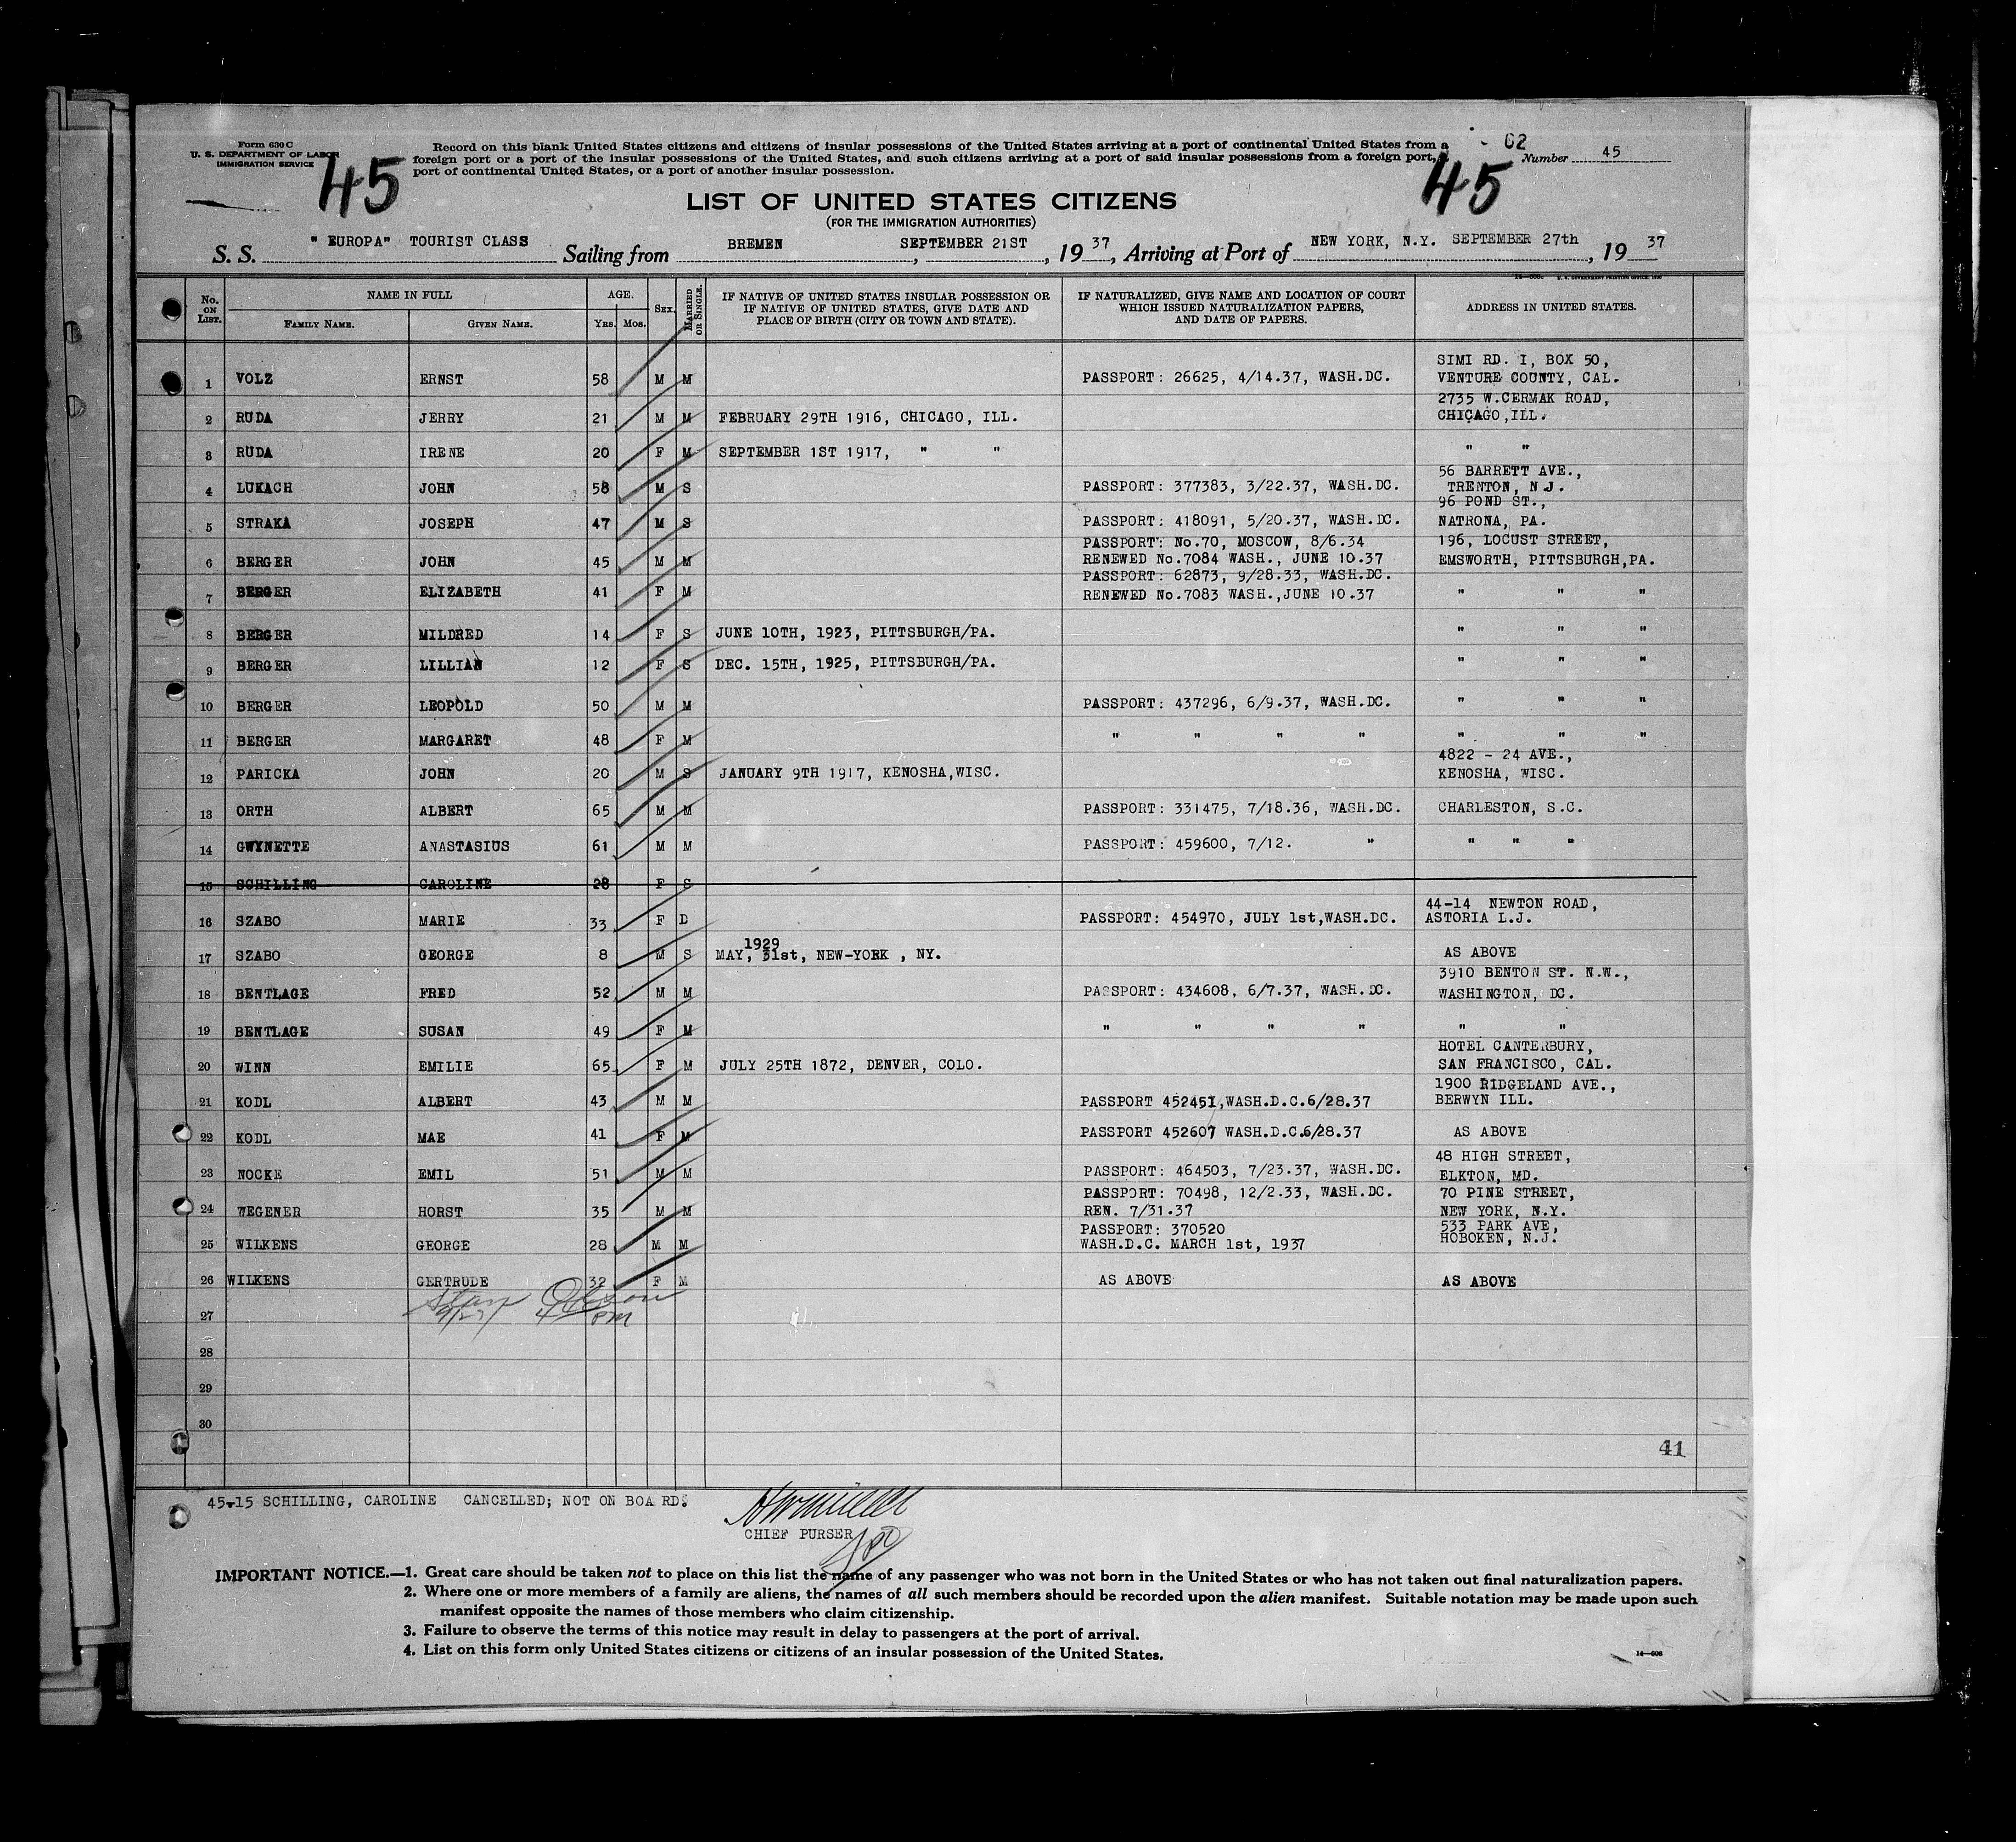 Form 630 C
U. S. DEPARTMENT OF LABOR
IMMIGRATION SERVICE
45
Record on this blank United States citizens and citizens of insular possessions of the United States arriving at a port of continental United States from a
foreign port or a port of the insular possessions of the United States, and such citizens arriving at a port of said insular possessions from a foreign port, a
port of continental United States, or a port of another insular possession.
62
Number 45
45
LIST OF UNITED STATES CITIZENS
(FOR THE IMMIGRATION AUTHORITIES)
S. S. "EUROPA" TOURIST CLASS Sailing from BREMEN, SEPTEMBER 21ST, 1937, Arriving at Port of NEW YORK, N.Y. SEPTEMBER 27th, 1937
No. ON LIST. NAME IN FULL AGE. SEX. MARRIED OR SINGLE. IF NATIVE OF UNITED STATES INSULAR POSSESSION OR IF NATIVE OF UNITED STATES, GIVE DATE AND PLACE OF BIRTH (CITY OR TOWN AND STATE). IF NATURALIZED, GIVE NAME AND LOCATION OF COURT WHICH ISSUED NATURALIZATION PAPERS, AND DATE OF PAPERS. ADDRESS IN UNITED STATES.
FAMILY NAME. GIVEN NAME. YRS. MOS.
1 VOLZ ERNST 58 M M PASSPORT: 26625, 4/14.37, WASH.DC. SIMI RD. I, BOX 50, VENTURE COUNTY, CAL.
2 RUDA JERRY 21 M M FEBRUARY 29TH 1916, CHICAGO, ILL. 2735 W.CERMAK ROAD, CHICAGO,ILL.
3 RUDA IRENE 20 F M SEPTEMBER 1ST 1917, " " " "
4 LUKACH JOHN 58 M S PASSPORT: 377383, 3/22.37, WASH.DC. 56 BARRETT AVE., TRENTON, N.J.
5 STRAKA JOSEPH 47 M S PASSPORT: 418091, 5/20.37, WASH.DC. 96 POND ST., NATRONA, PA.
6 BERGER JOHN 45 M M PASSPORT: No.70, MOSCOW, 8/6.34 RENEWED No.7084 WASH., JUNE 10.37 196, LOCUST STREET, EMSWORTH, PITTSBURGH,PA.
7 BERGER ELIZABETH 41 F M PASSPORT: 62873, 9/28.33, WASH.DC. RENEWED No.7083 WASH.,JUNE 10.37 " " "
8 BERGER MILDRED 14 F S JUNE 10TH, 1923, PITTSBURGH/PA. " " "
9 BERGER LILLIAN 12 F S DEC. 15TH, 1925, PITTSBURGH/PA. " " "
10 BERGER LEOPOLD 50 M M PASSPORT: 437296, 6/9.37, WASH.DC. " " "
11 BERGER MARGARET 48 F M " " " " " " "
12 PARICKA JOHN 20 M S JANUARY 9TH 1917, KENOSHA,WISC. 4822 - 24 AVE., KENOSHA, WISC.
13 ORTH ALBERT 65 M M PASSPORT: 331475, 7/18.36, WASH.DC. CHARLESTON, S.C.
14 GWYNETTE ANASTASIUS 61 M M PASSPORT: 459600, 7/12. " " " "
15 SCHILLING CAROLINE 28 F S
16 SZABO MARIE 33 F D PASSPORT: 454970, JULY 1st,WASH.DC. 44-14 NEWTON ROAD, ASTORIA L.J.
17 SZABO GEORGE 8 M S MAY, 31st, 1929 NEW-YORK , NY. AS ABOVE
18 BENTLAGE FRED 52 M M PASSPORT: 434608, 6/7.37, WASH.DC. 3910 BENTON ST. N.W., WASHINGTON, DC.
19 BENTLAGE SUSAN 49 F M " " " " " "
20 WINN EMILIE 65 F M JULY 25TH 1872, DENVER, COLO. HOTEL CANTERBURY, SAN FRANCISCO, CAL.
21 KODL ALBERT 43 M M PASSPORT 452451,WASH.D.C.6/28.37 1900 RIDGELAND AVE., BERWYN ILL.
22 KODL MAE 41 F M PASSPORT 452607 WASH.D.C.6/28.37 AS ABOVE
23 NOCKE EMIL 51 M M PASSPORT: 464503, 7/23.37, WASH.DC. 48 HIGH STREET, ELKTON, MD.
24 WEGENER HORST 35 M M PASSPORT: 70498, 12/2.33, WASH.DC. REN. 7/31.37 70 PINE STREET, NEW YORK, N.Y.
25 WILKENS GEORGE 28 M M PASSPORT: 370520 WASH.D.C. MARCH 1st, 1937 533 PARK AVE, HOBOKEN, N.J.
26 WILKENS GERTRUDE 32 F M AS ABOVE AS ABOVE
27
28
29
30
41
45-15 SCHILLING, CAROLINE CANCELLED; NOT ON BOARD.
CHIEF PURSER
IMPORTANT NOTICE.—1. Great care should be taken not to place on this list the name of any passenger who was not born in the United States or who has not taken out final naturalization papers.
2. Where one or more members of a family are aliens, the names of all such members should be recorded upon the alien manifest. Suitable notation may be made upon such
manifest opposite the names of those members who claim citizenship.
3. Failure to observe the terms of this notice may result in delay to passengers at the port of arrival.
4. List on this form only United States citizens or citizens of an insular possession of the United States.